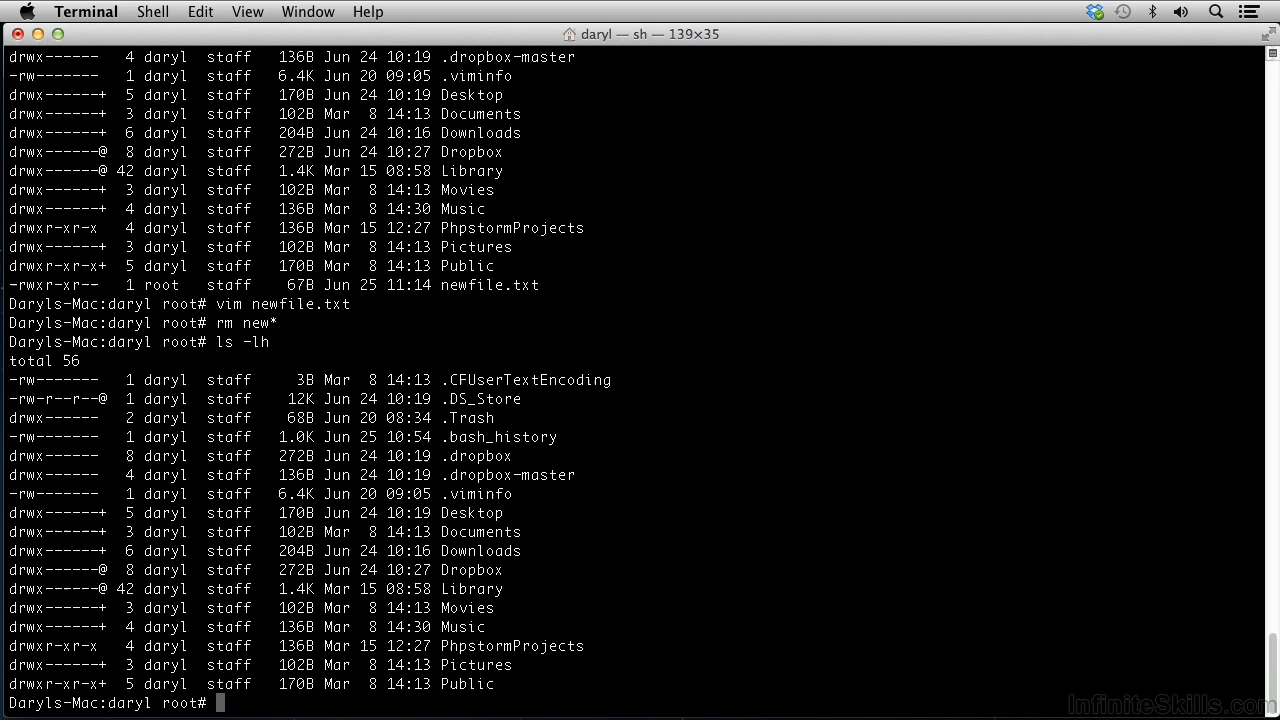 Terminal Shell Edit View Window Help
daryl — sh — 139×35
drwx------   4 daryl  staff   136B Jun 24 10:19 .dropbox-master
-rw-------   1 daryl  staff   6.4K Jun 20 09:05 .viminfo
drwx------+  5 daryl  staff   170B Jun 24 10:19 Desktop
drwx------+  3 daryl  staff   102B Mar  8 14:13 Documents
drwx------+  6 daryl  staff   204B Jun 24 10:16 Downloads
drwx------@  8 daryl  staff   272B Jun 24 10:27 Dropbox
drwx------@ 42 daryl  staff   1.4K Mar 15 08:58 Library
drwx------+  3 daryl  staff   102B Mar  8 14:13 Movies
drwx------+  4 daryl  staff   136B Mar  8 14:30 Music
drwxr-xr-x   4 daryl  staff   136B Mar 15 12:27 PhpstormProjects
drwx------+  3 daryl  staff   102B Mar  8 14:13 Pictures
drwxr-xr-x+  5 daryl  staff   170B Mar  8 14:13 Public
-rwxr-xr--   1 root   staff    67B Jun 25 11:14 newfile.txt
Daryls-Mac:daryl root# vim newfile.txt
Daryls-Mac:daryl root# rm new*
Daryls-Mac:daryl root# ls -lh
total 56
-rw-------   1 daryl  staff     3B Mar  8 14:13 .CFUserTextEncoding
-rw-r--r--@  1 daryl  staff    12K Jun 24 10:19 .DS_Store
drwx------   2 daryl  staff    68B Jun 20 08:34 .Trash
-rw-------   1 daryl  staff   1.0K Jun 25 10:54 .bash_history
drwx------   8 daryl  staff   272B Jun 24 10:19 .dropbox
drwx------   4 daryl  staff   136B Jun 24 10:19 .dropbox-master
-rw-------   1 daryl  staff   6.4K Jun 20 09:05 .viminfo
drwx------+  5 daryl  staff   170B Jun 24 10:19 Desktop
drwx------+  3 daryl  staff   102B Mar  8 14:13 Documents
drwx------+  6 daryl  staff   204B Jun 24 10:16 Downloads
drwx------@  8 daryl  staff   272B Jun 24 10:27 Dropbox
drwx------@ 42 daryl  staff   1.4K Mar 15 08:58 Library
drwx------+  3 daryl  staff   102B Mar  8 14:13 Movies
drwx------+  4 daryl  staff   136B Mar  8 14:30 Music
drwxr-xr-x   4 daryl  staff   136B Mar 15 12:27 PhpstormProjects
drwx------+  3 daryl  staff   102B Mar  8 14:13 Pictures
drwxr-xr-x+  5 daryl  staff   170B Mar  8 14:13 Public
Daryls-Mac:daryl root#
InfiniteSkills.com